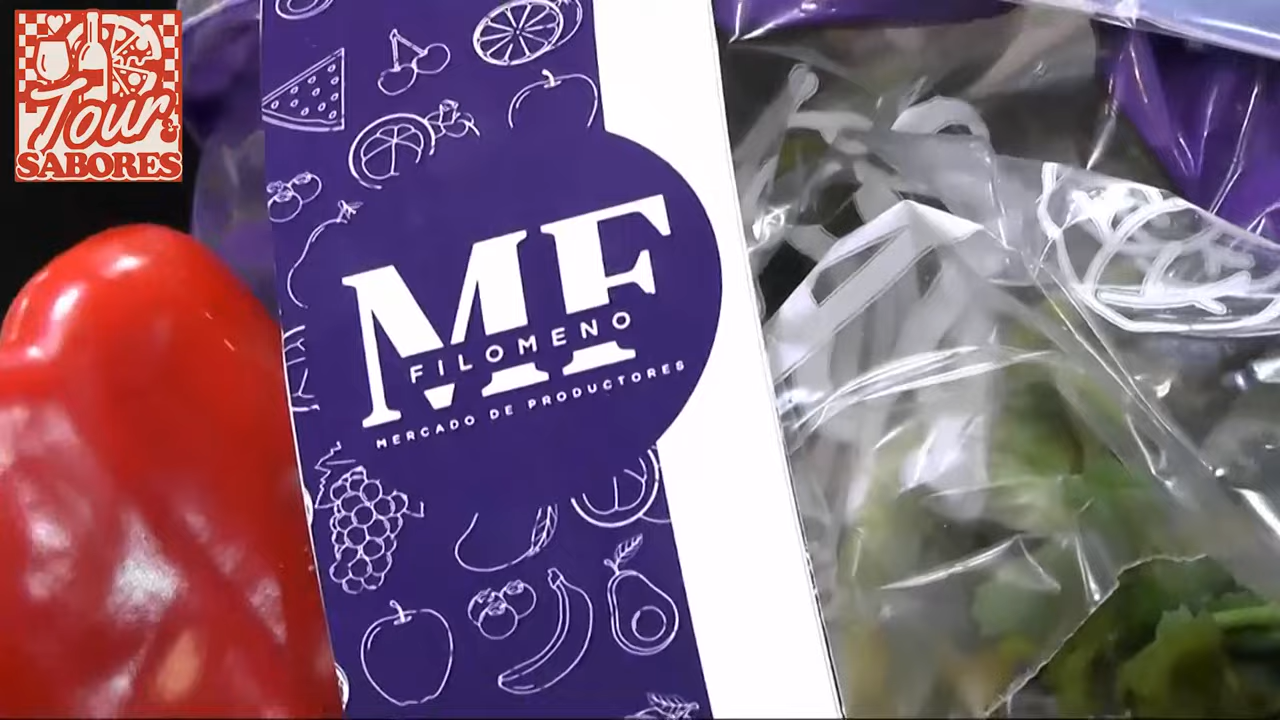 Tour &
SABORES
MF
FILOMENO
MERCADO DE PRODUCTORES